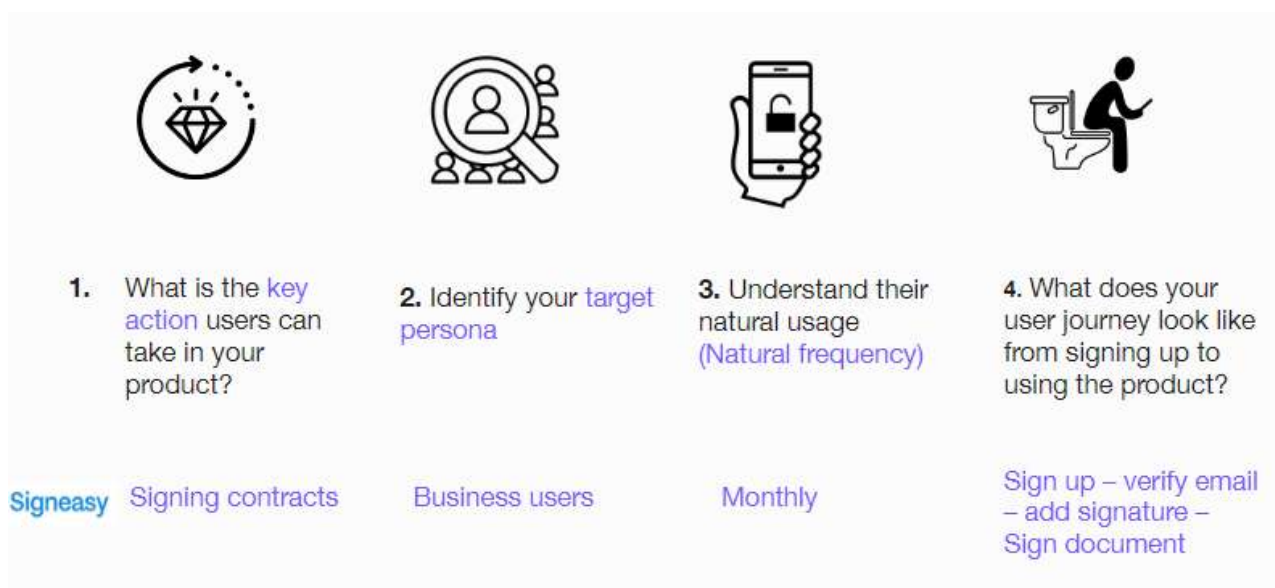 1. What is the key
action users can
take in your
product?
2. Identify your target
persona
3. Understand their
natural usage
(Natural frequency)
4. What does your
user journey look like
from signing up to
using the product?
Signeasy
Signing contracts
Business users
Monthly
Sign up – verify email
– add signature –
Sign document